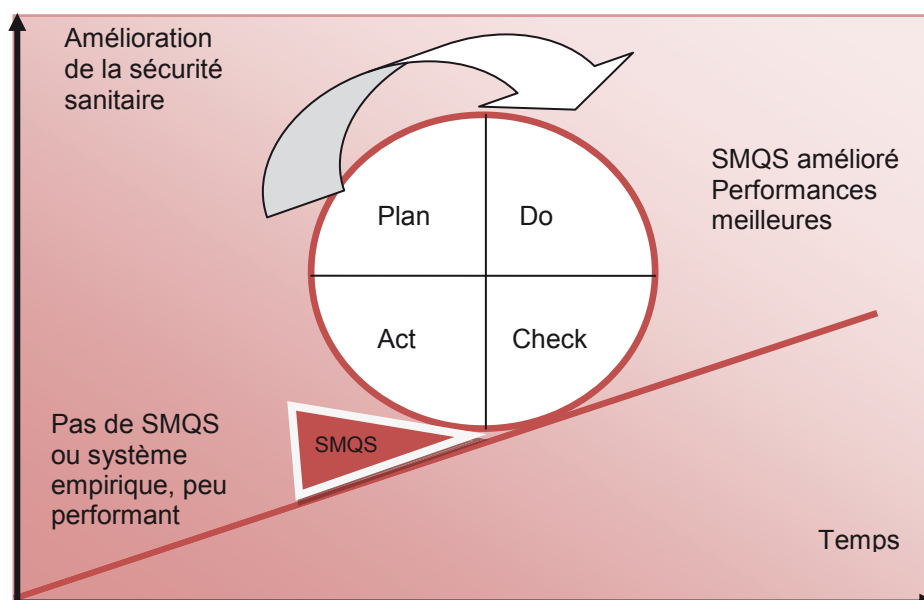 Amélioration
de la sécurité
sanitaire
SMQS amélioré
Performances
meilleures
Plan
Do
Act
Check
Pas de SMQS
ou système
empirique, peu
performant
SMQS
Temps